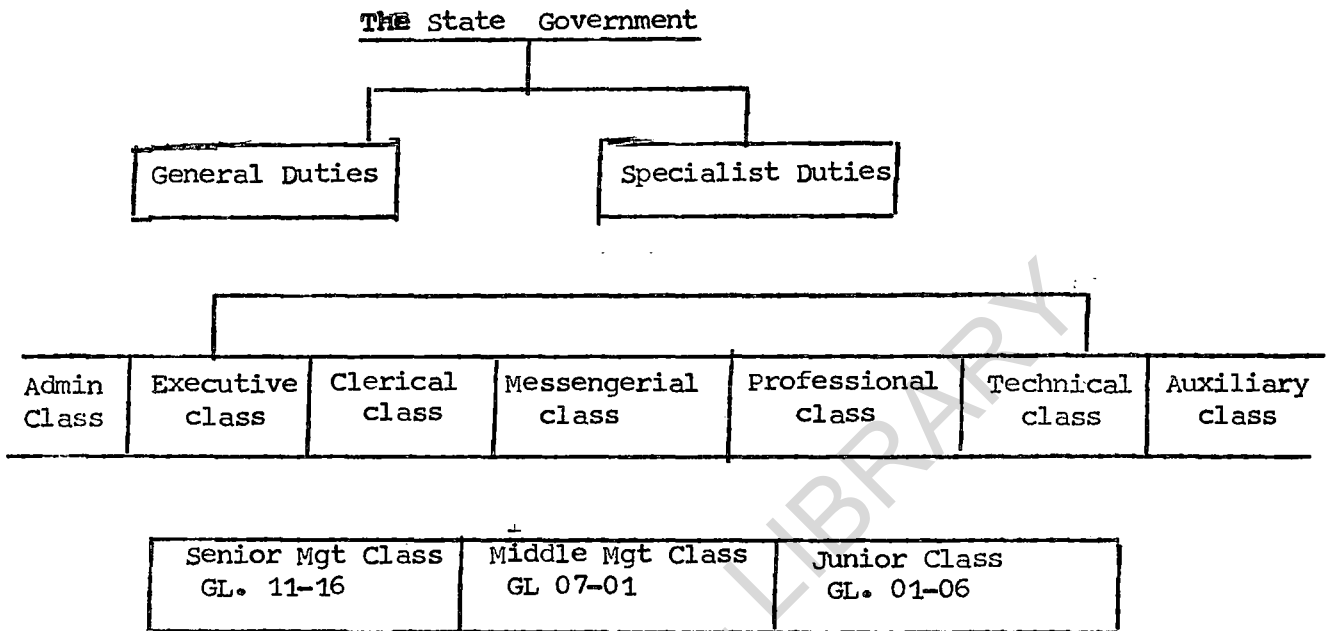 The State Government
General Duties
Specialist Duties
Admin Class
Executive class
Clerical class
Messengerial class
Professional class
Technical class
Auxiliary class
Senior Mgt Class
GL. 11-16
Middle Mgt Class
GL 07-01
Junior Class
GL. 01-06
LIBRARY